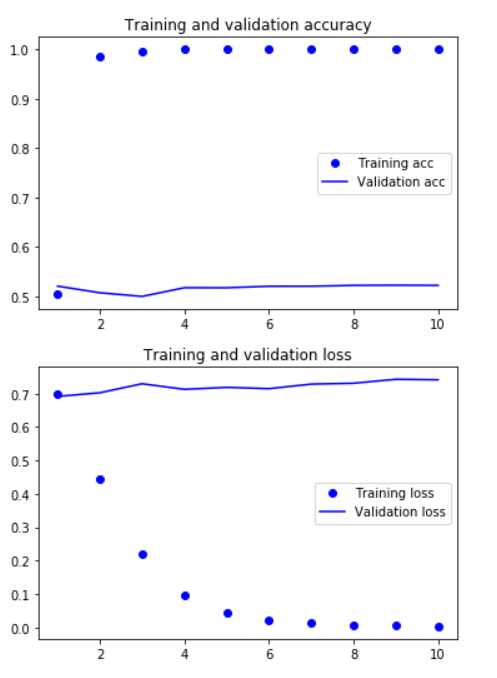 Training and validation accuracy
1.0
0.9
0.8
0.7
0.6
0.5
Training acc
Validation acc
2 4 6 8 10
Training and validation loss
0.7
0.6
0.5
0.4
0.3
0.2
0.1
0.0
Training loss
Validation loss
2 4 6 8 10